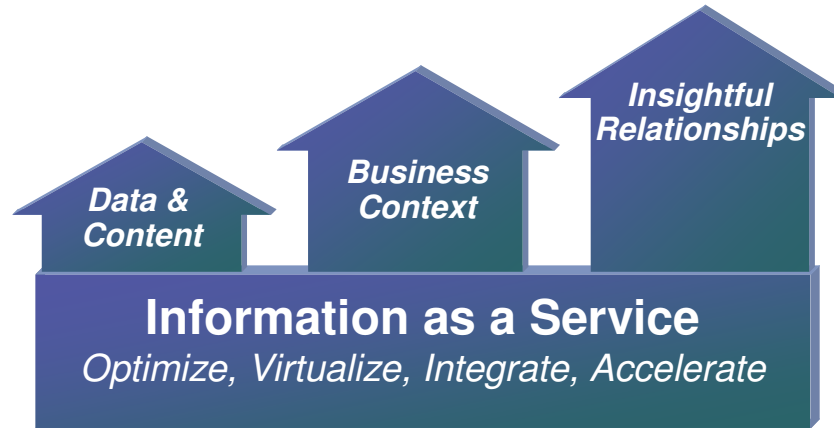 Data &
Content
Business
Context
Insightful
Relationships
Information as a Service
Optimize, Virtualize, Integrate, Accelerate